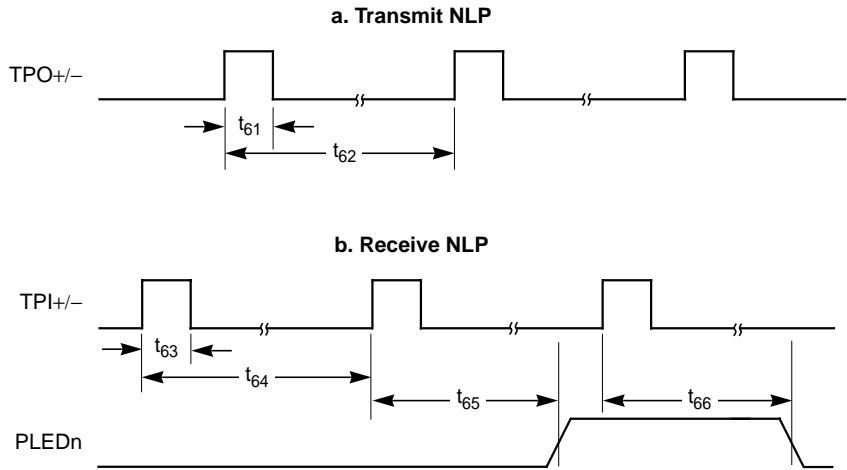 a. Transmit NLP
TPO+/−
t61
t62
b. Receive NLP
TPI+/−
t63
t64
t65
t66
PLEDn